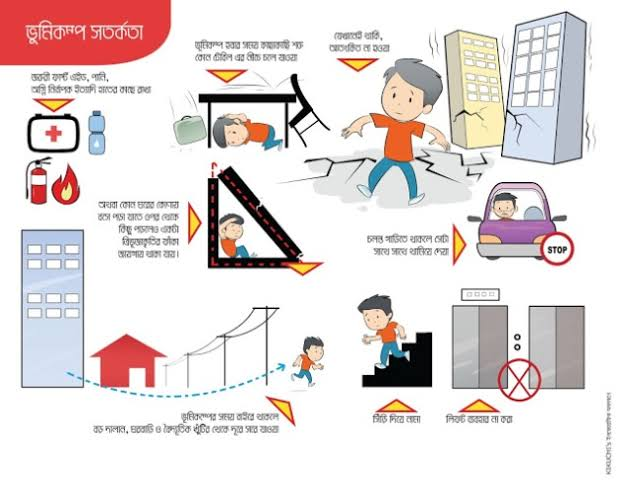 ভূমিকম্প সতর্কতা
জরুরী ফার্স্ট এইড, পানি,
অগ্নি নির্বাপক ইত্যাদি হাতের কাছে রাখা
ভূমিকম্প হবার সময় কাছাকাছি শক্ত
কোন টেবিল এর নীচে চলে যাওয়া
যেখানেই থাকি,
আতংকিত না হওয়া
অথবা কোন ঘরের কোণায়
বসে পড়া যাতে ওপর থেকে
কিছু পড়লেও একটা
ত্রিভুজাকৃতির ফাঁকা
জায়গায় থাকা যায়।
চলন্ত গাড়িতে থাকলে সেটা
সাথে সাথে থামিয়ে দেয়া
STOP
ভূমিকম্পের সময় বাইরে থাকলে
বড় দালান, ঘরবাড়ি ও বৈদ্যুতিক খুঁটির থেকে দূরে সরে যাওয়া
সিঁড়ি দিয়ে নামা
লিফট ব্যবহার না করা